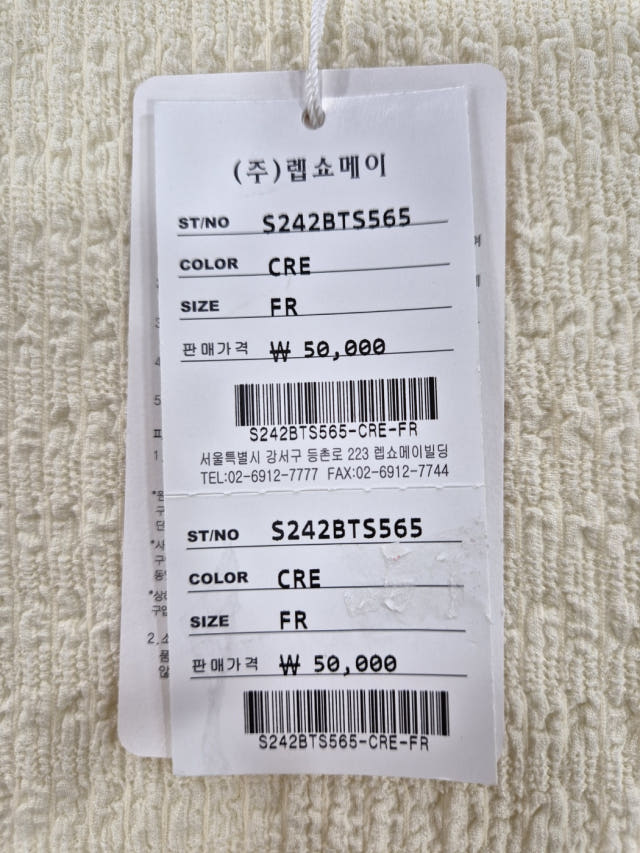 (주)렙쇼메이
ST/NO S242BTS565
COLOR CRE
SIZE FR
판매가격 ₩ 50,000
S242BTS565-CRE-FR
서울특별시 강서구 등촌로 223 렙쇼메이빌딩
TEL:02-6912-7777 FAX:02-6912-7744
ST/NO S242BTS565
COLOR CRE
SIZE FR
판매가격 ₩ 50,000
S242BTS565-CRE-FR